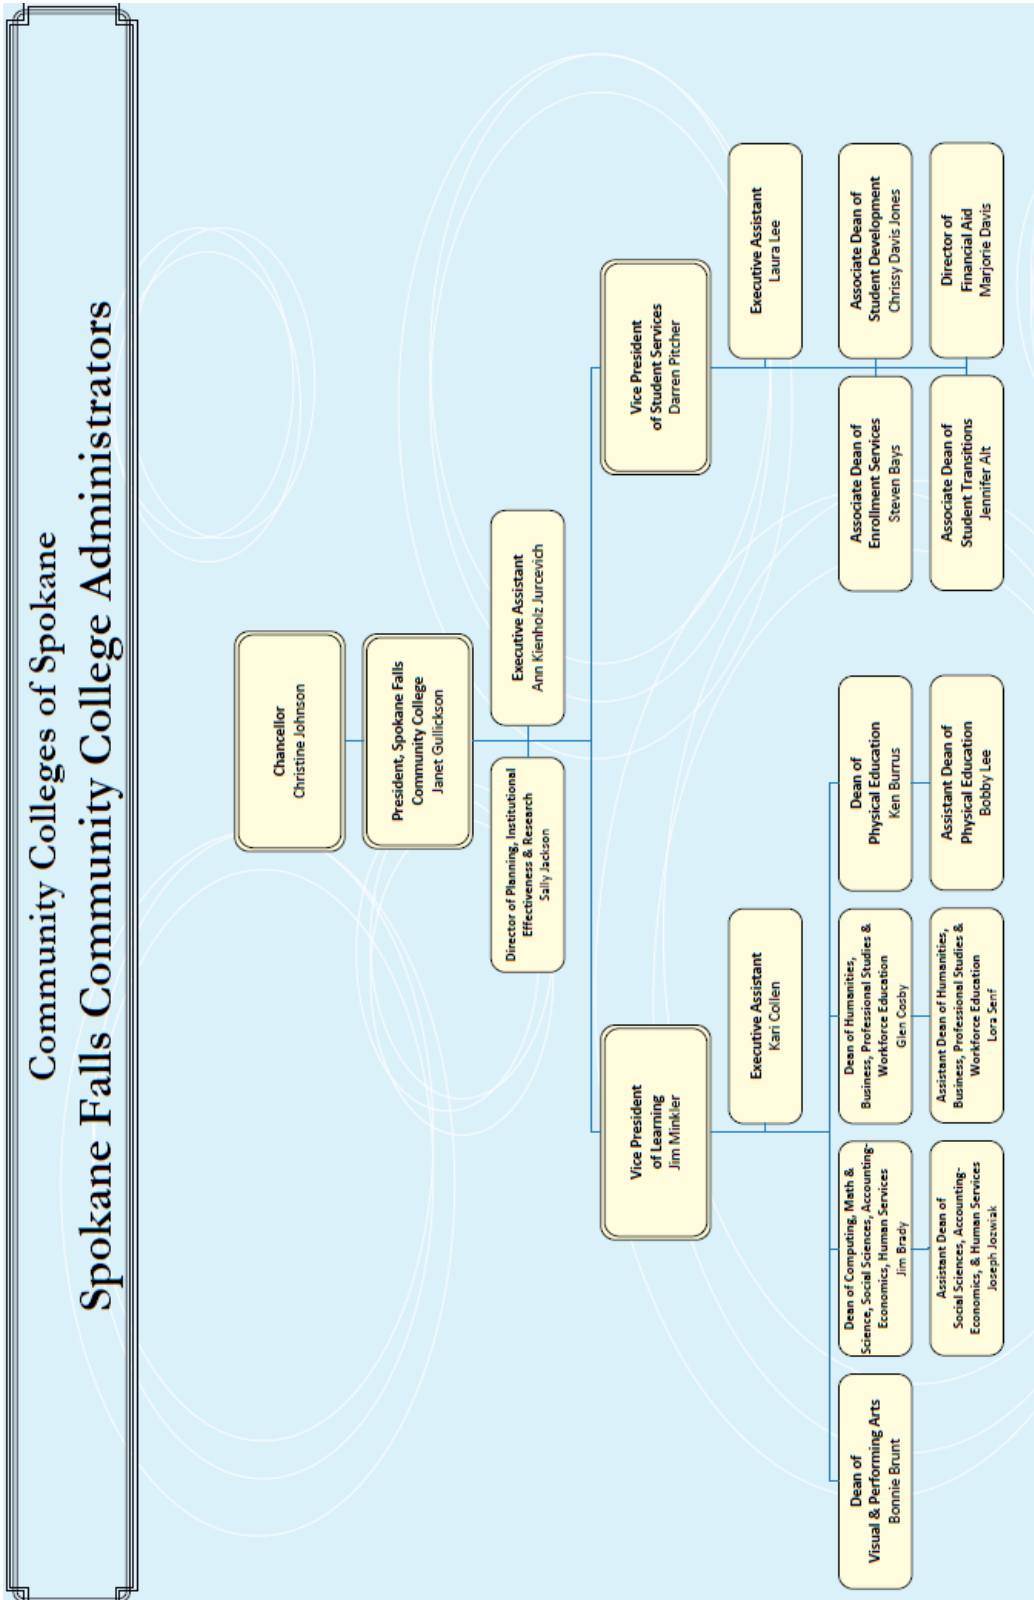 Community Colleges of Spokane
Spokane Falls Community College Administrators
Chancellor
Christine Johnson
President, Spokane Falls
Community College
Janet Gullickson
Director of Planning, Institutional
Effectiveness & Research
Sally Jackson
Executive Assistant
Ann Kienholz Jurcevich
Vice President
of Learning
Jim Minkler
Vice President
of Student Services
Darren Pitcher
Executive Assistant
Kari Collen
Executive Assistant
Laura Lee
Dean of
Visual & Performing Arts
Bonnie Brunt
Dean of Computing, Math &
Science, Social Sciences, Accounting-
Economics, Human Services
Jim Brady
Dean of Humanities,
Business, Professional Studies &
Workforce Education
Glen Cosby
Dean of
Physical Education
Ken Burrus
Associate Dean of
Enrollment Services
Steven Bays
Associate Dean of
Student Development
Chrissy Davis Jones
Assistant Dean of
Social Sciences, Accounting-
Economics, & Human Services
Joseph Jozwiak
Assistant Dean of Humanities,
Business, Professional Studies &
Workforce Education
Lora Senf
Assistant Dean of
Physical Education
Bobby Lee
Associate Dean of
Student Transitions
Jennifer Alt
Director of
Financial Aid
Marjorie Davis